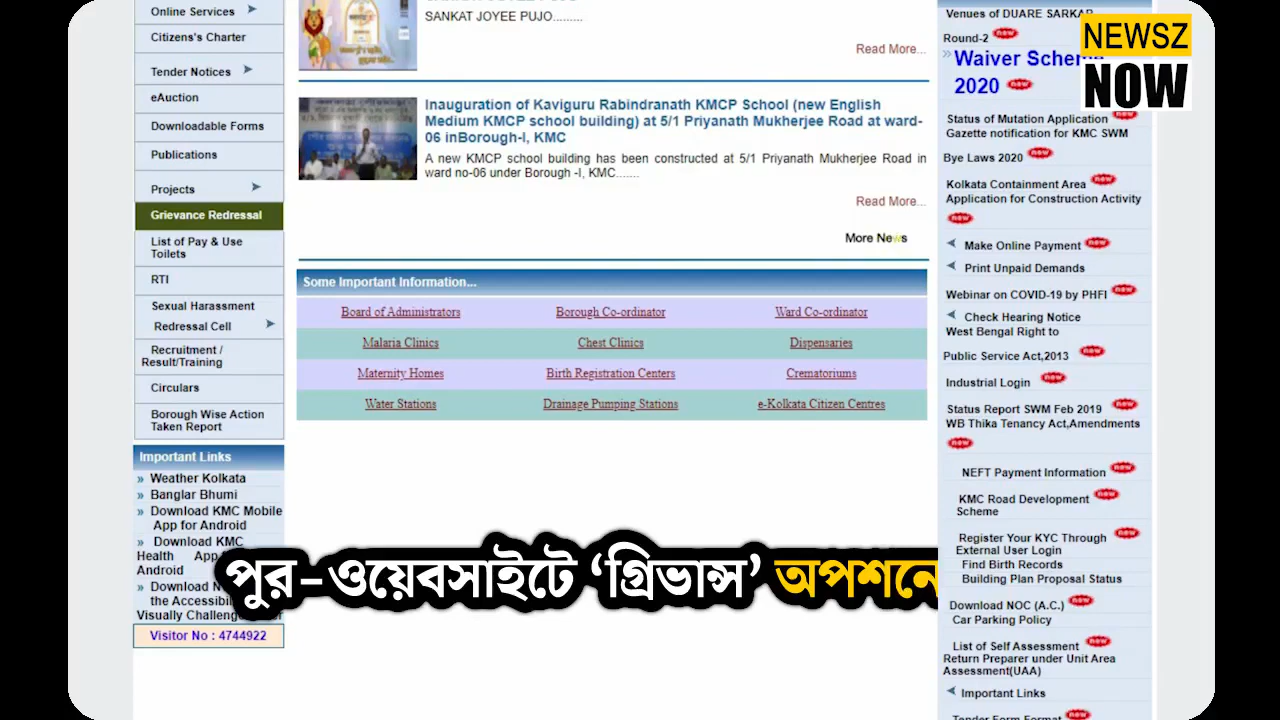 Online Services
Citizen's Charter
Tender Notices
eAuction
Downloadable Forms
Publications
Projects
Grievance Redressal
List of Pay & Use
Toilets
RTI
Sexual Harassment
Redressal Cell
Recruitment /
Result/Training
Circulars
Borough Wise Action
Taken Report
Important Links
» Weather Kolkata
» Banglar Bhumi
» Download KMC Mobile
App for Android
» Download KMC
Health App
Android
» Download
the Accessibi
Visually Challenge
Visitor No : 4744922
SANKAT JOYEE PUJO.........
Read More...
Inauguration of Kaviguru Rabindranath KMCP School (new English
Medium KMCP school building) at 5/1 Priyanath Mukherjee Road at ward-
06 inBorough-I, KMC
A new KMCP school building has been constructed at 5/1 Priyanath Mukherjee Road in
ward no-06 under Borough -I, KMC.......
Read More...
More News
Some Important Information...
Board of Administrators Borough Co-ordinator Ward Co-ordinator
Malaria Clinics Chest Clinics Dispensaries
Maternity Homes Birth Registration Centers Crematoriums
Water Stations Drainage Pumping Stations e-Kolkata Citizen Centres
পুর-ওয়েবসাইটে ‘গ্রিভান্স’ অপশনে
Venues of DUARE SARKAR
Round-2 new
» Waiver Scheme
2020 new
NEWSZ
NOW
Status of Mutation Application new
Gazette notification for KMC SWM
Bye Laws 2020 new
Kolkata Containment Area new
Application for Construction Activity
new
Make Online Payment new
Print Unpaid Demands
Webinar on COVID-19 by PHFI new
Check Hearing Notice
West Bengal Right to
Public Service Act,2013 new
Industrial Login new
Status Report SWM Feb 2019 new
WB Thika Tenancy Act,Amendments
new
NEFT Payment Information new
KMC Road Development new
Scheme
Register Your KYC Through new
External User Login
Find Birth Records
Building Plan Proposal Status
Download NOC (A.C.) new
Car Parking Policy
List of Self Assessment new
Return Preparer under Unit Area
Assessment(UAA)
Important Links
Tender Form Format new